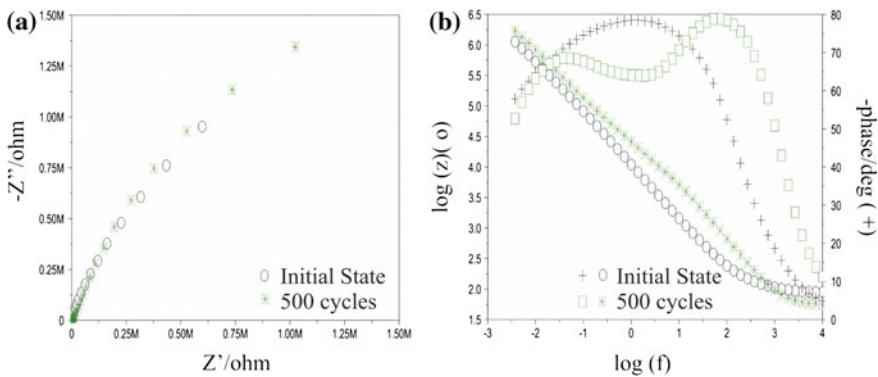 (a)
1.50M
1.25M
1.00M
0.75M
0.50M
0.25M
0
0 0.25M 0.50M 0.75M 1.00M 1.50M
-Z''/ohm
Z'/ohm
Initial State
500 cycles
(b)
6.5
6.0
5.5
5.0
4.5
4.0
3.5
3.0
2.5
2.0
1.5
-3 -2 -1 0 1 2 3 4
80
70
60
50
40
30
20
10
0
log (z)( o)
-phase/deg ( + )
log (f)
Initial State
500 cycles